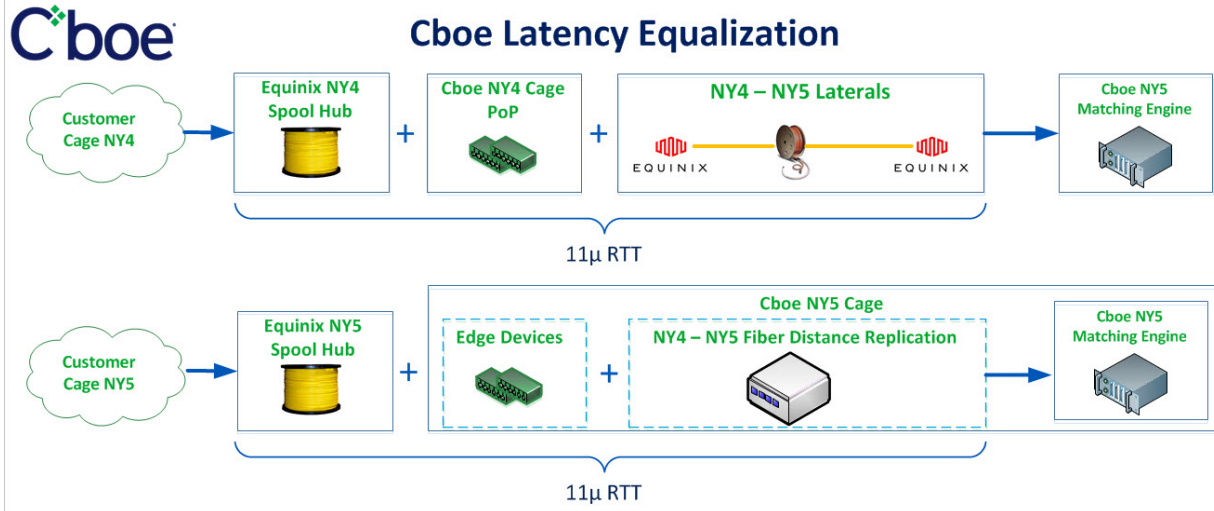 Cboe
Cboe Latency Equalization
Customer
Cage NY4
Equinix NY4
Spool Hub
+
Cboe NY4 Cage
PoP
+
NY4 – NY5 Laterals
EQUINIX
EQUINIX
Cboe NY5
Matching Engine
11µ RTT
Customer
Cage NY5
Equinix NY5
Spool Hub
+
Cboe NY5 Cage
Edge Devices
+
NY4 – NY5 Fiber Distance Replication
Cboe NY5
Matching Engine
11µ RTT